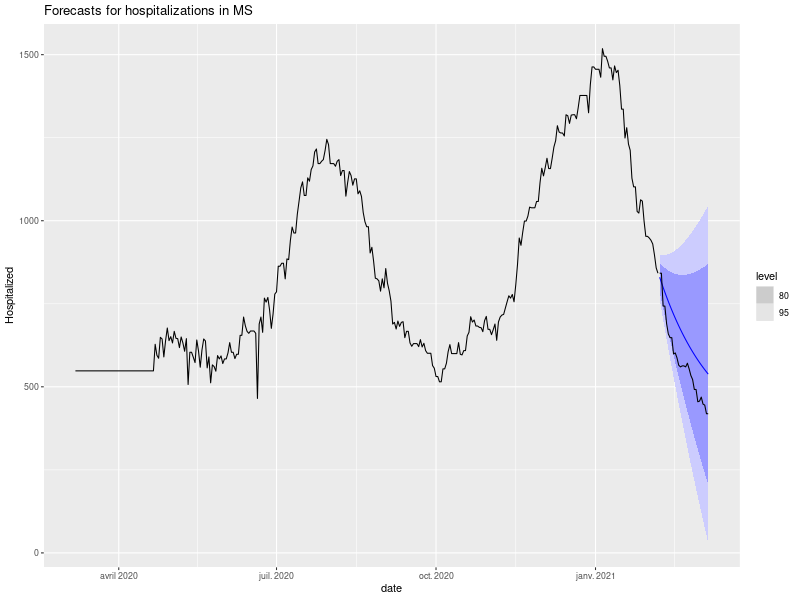 Forecasts for hospitalizations in MS
1500
1000
500
0
Hospitalized
avril 2020
juil. 2020
oct. 2020
janv. 2021
date
level
80
95